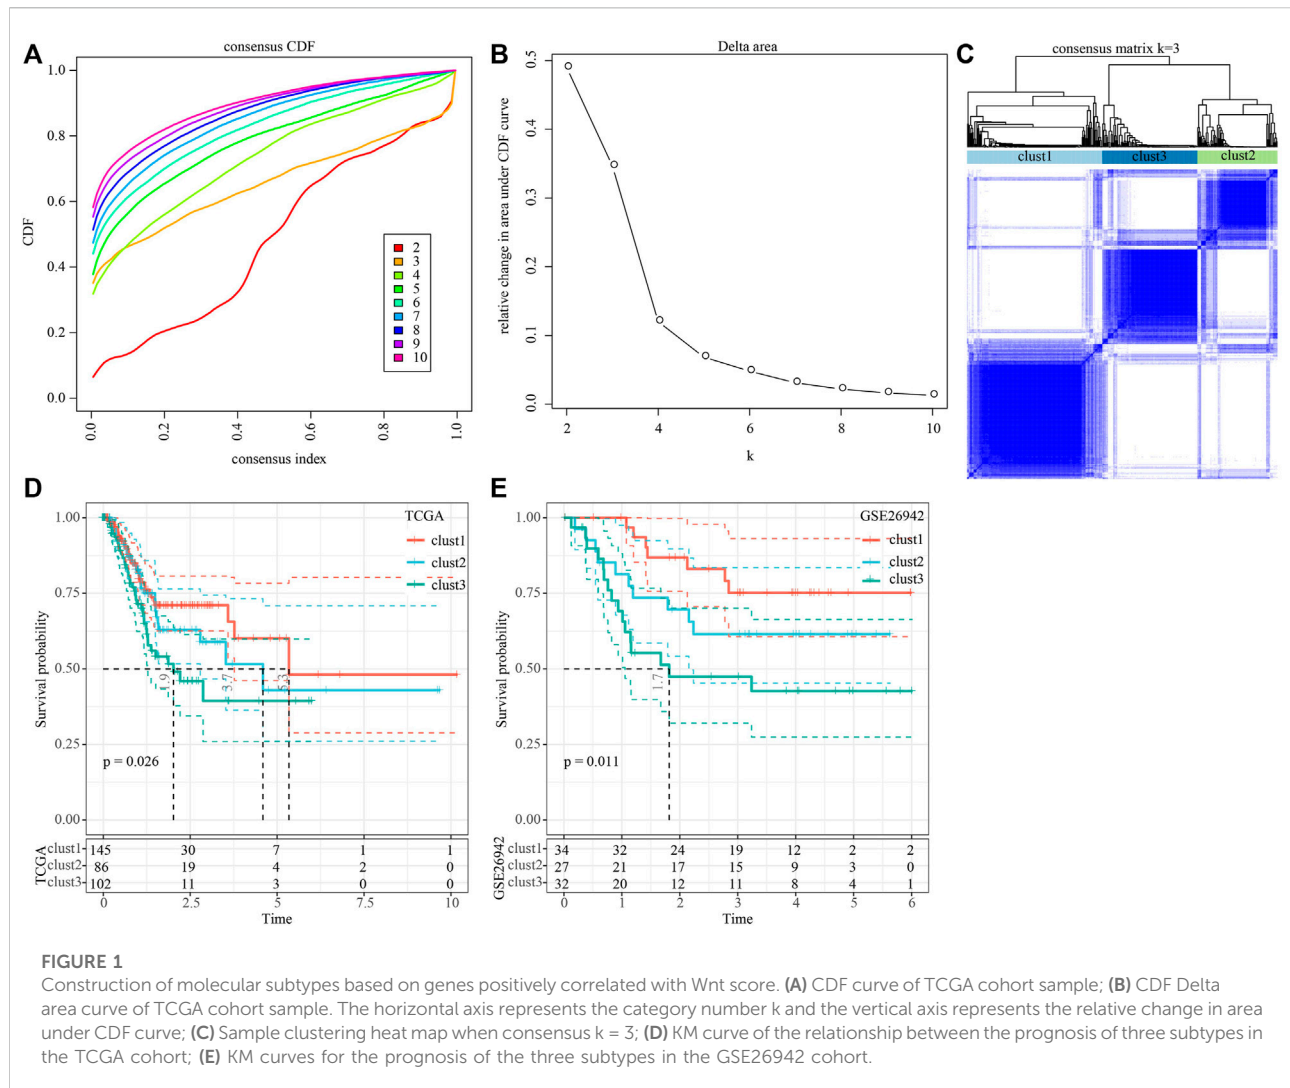 A
consensus CDF
CDF
1.0
0.8
0.6
0.4
0.2
0.0
2
3
4
5
6
7
8
9
10
0.0
0.2
0.4
0.6
0.8
1.0
consensus index
B
Delta area
relative change in area under CDF curve
0.5
0.4
0.3
0.2
0.1
0.0
2
4
6
8
10
k
C
consensus matrix k=3
clust1 clust3 clust2
D
Survival probability
1.00
0.75
0.50
0.25
0.00
TCGA
clust1
clust2
clust3
3.7
5.3
p = 0.026
TCGA
clust1 145 30 7 1 1
clust2 86 19 4 2 0
clust3 102 11 3 0 0
0 2.5 5 7.5 10
Time
E
Survival probability
1.00
0.75
0.50
0.25
0.00
GSE26942
clust1
clust2
clust3
1.7
p = 0.011
GSE26942
clust1 34 32 24 19 12 2 2
clust2 27 21 17 15 9 3 0
clust3 32 20 12 11 8 4 1
0 1 2 3 4 5 6
Time
FIGURE 1
Construction of molecular subtypes based on genes positively correlated with Wnt score. (A) CDF curve of TCGA cohort sample; (B) CDF Delta
area curve of TCGA cohort sample. The horizontal axis represents the category number k and the vertical axis represents the relative change in area
under CDF curve; (C) Sample clustering heat map when consensus k = 3; (D) KM curve of the relationship between the prognosis of three subtypes in
the TCGA cohort; (E) KM curves for the prognosis of the three subtypes in the GSE26942 cohort.